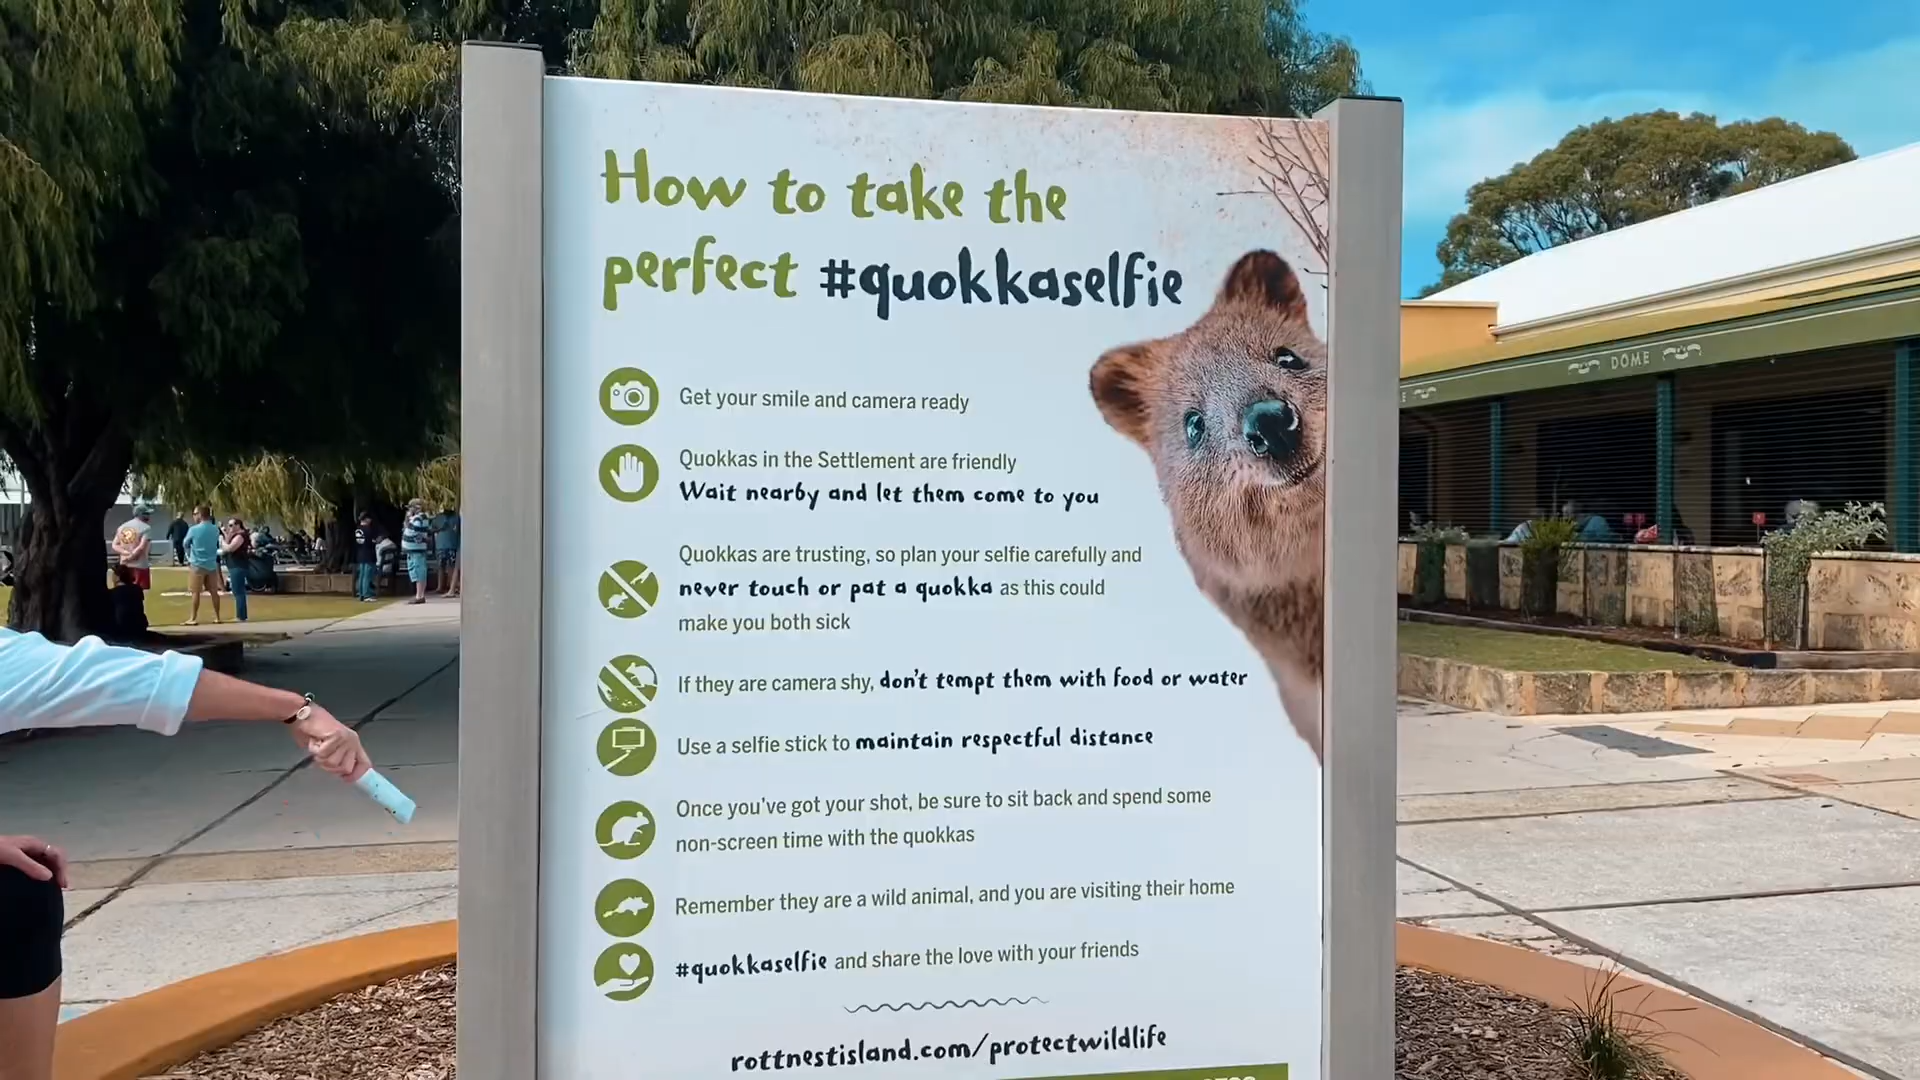 How to take the
perfect #quokkaselfie
Get your smile and camera ready
Quokkas in the Settlement are friendly
Wait nearby and let them come to you
Quokkas are trusting, so plan your selfie carefully and
never touch or pat a quokka as this could
make you both sick
If they are camera shy, don't tempt them with food or water
Use a selfie stick to maintain respectful distance
Once you've got your shot, be sure to sit back and spend some
non-screen time with the quokkas
Remember they are a wild animal, and you are visiting their home
#quokkaselfie and share the love with your friends
rottnestisland.com/protectwildlife
DOME